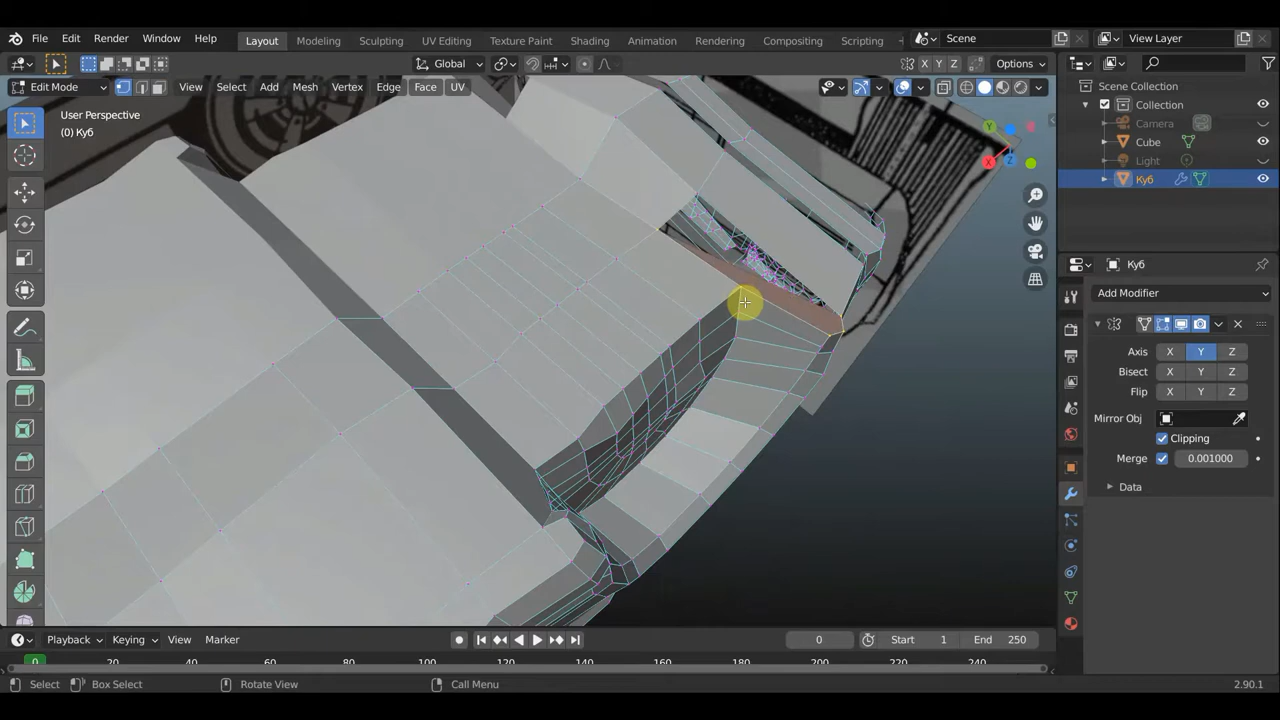 File Edit Render Window Help Layout Modeling Sculpting UV Editing Texture Paint Shading Animation Rendering Compositing Scripting Scene View Layer
Global Options
Edit Mode View Select Add Mesh Vertex Edge Face UV
User Perspective
(0) Куб
X Y Z
Scene Collection
Collection
Camera
Cube
Light
Куб
Куб
Add Modifier
Axis X Y Z
Bisect X Y Z
Flip X Y Z
Mirror Obj
Clipping
Merge 0.001000
Data
Playback Keying View Marker 0 Start 1 End 250
0 20 40 60 80 100 120 140 160 180 200 220 240
Select Box Select Rotate View Call Menu 2.90.1